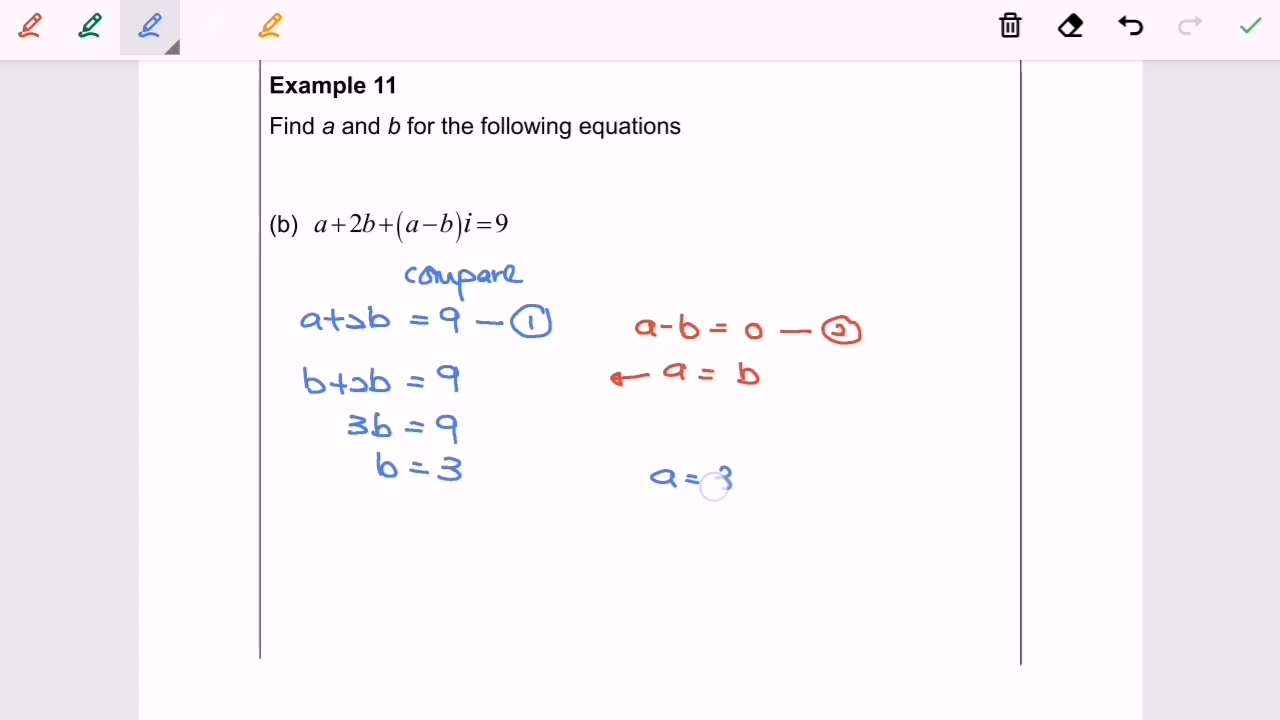 Example 11
Find a and b for the following equations
(b) a+2b+(a−b)i=9
compare
a+2b = 9 — ①
a-b = 0 — ②
b+2b = 9
← a = b
3b = 9
b = 3
a = 3